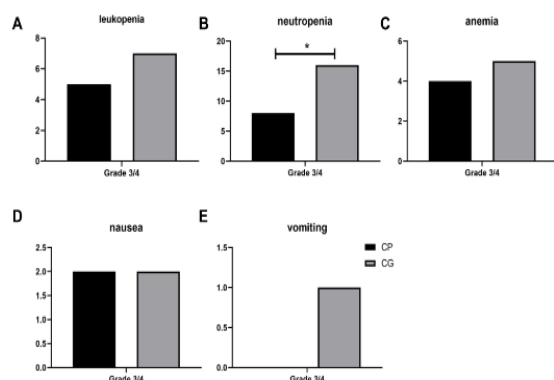 A
leukopenia
8
6
4
2
0
Grade 3/4
B
neutropenia
*
20
15
10
5
0
Grade 3/4
C
anemia
6
4
2
0
Grade 3/4
D
nausea
2.5
2.0
1.5
1.0
0.5
0.0
Grade 3/4
E
vomiting
1.5
1.0
0.5
0.0
Grade 3/4
CP
CG